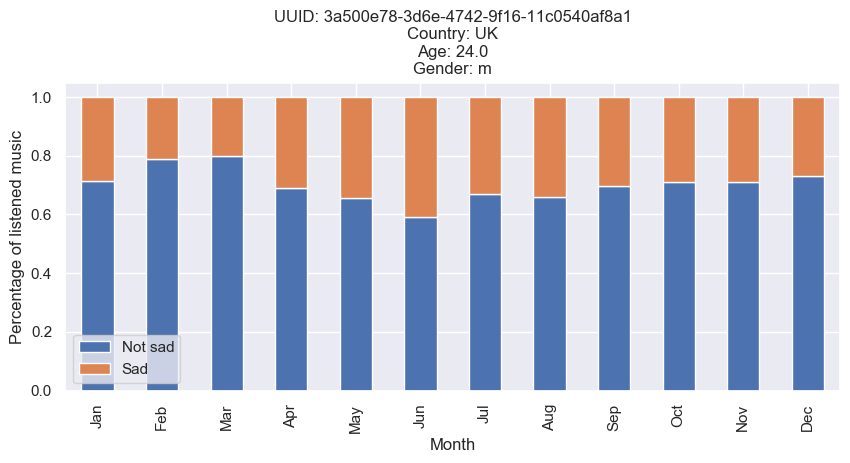 UUID: 3a500e78-3d6e-4742-9f16-11c0540af8a1
Country: UK
Age: 24.0
Gender: m
Percentage of listened music
1.0
0.8
0.6
0.4
0.2
0.0
Not sad
Sad
Jan
Feb
Mar
Apr
May
Jun
Jul
Aug
Sep
Oct
Nov
Dec
Month